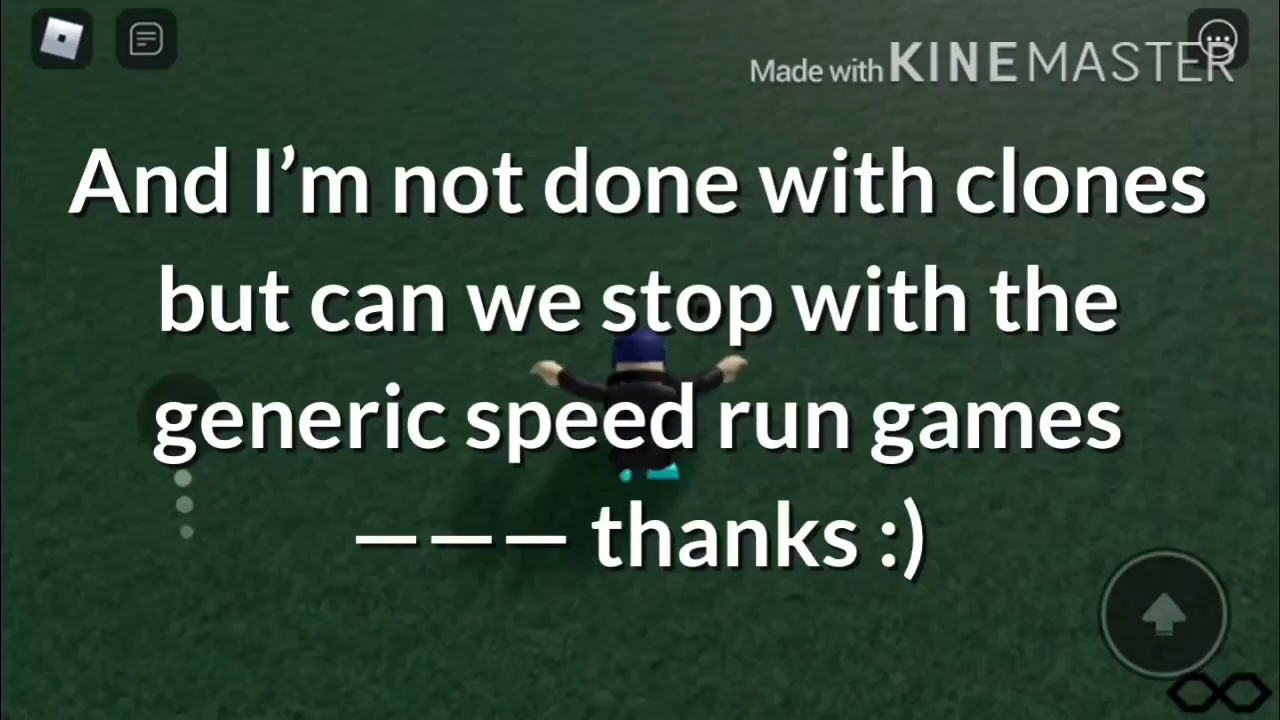 Made with KINEMASTER
And I’m not done with clones
but can we stop with the
generic speed run games
——— thanks :)